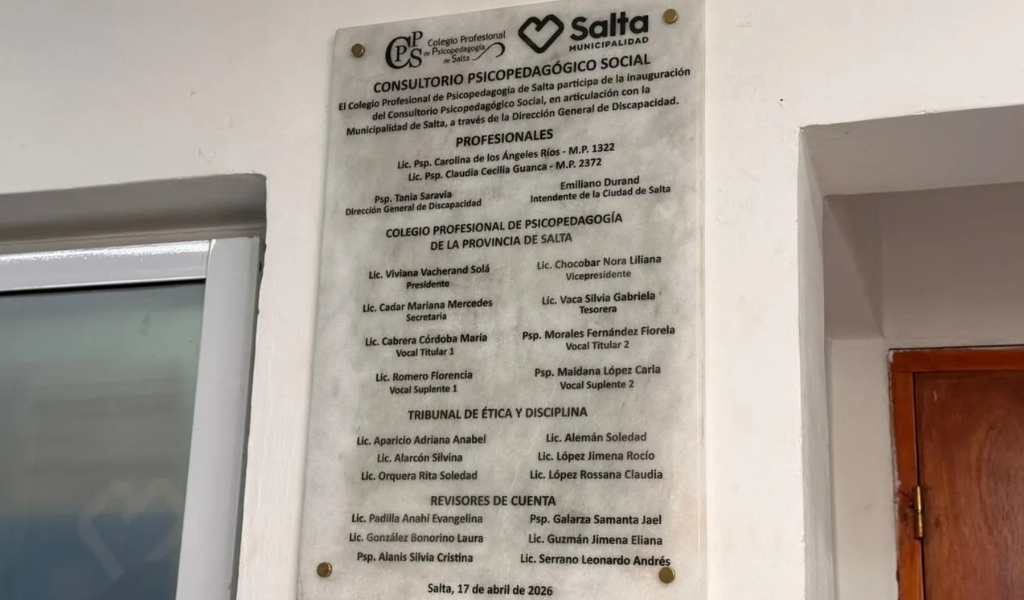 CPPS
Colegio Profesional
de Psicopedagogía
de Salta
Salta
MUNICIPALIDAD
CONSULTORIO PSICOPEDAGÓGICO SOCIAL
El Colegio Profesional de Psicopedagogía de Salta participa de la inauguración
del Consultorio Psicopedagógico Social, en articulación con la
Municipalidad de Salta, a través de la Dirección General de Discapacidad.
PROFESIONALES
Lic. Psp. Carolina de los Ángeles Ríos - M.P. 1322
Lic. Psp. Claudia Cecilia Guanca - M.P. 2372
Psp. Tania Saravia
Dirección General de Discapacidad
Emiliano Durand
Intendente de la Ciudad de Salta
COLEGIO PROFESIONAL DE PSICOPEDAGOGÍA
DE LA PROVINCIA DE SALTA
Lic. Viviana Vacherand Solá
Presidente
Lic. Chocobar Nora Liliana
Vicepresidente
Lic. Cadar Mariana Mercedes
Secretaria
Lic. Vaca Silvia Gabriela
Tesorera
Lic. Cabrera Córdoba María
Vocal Titular 1
Psp. Morales Fernández Fiorela
Vocal Titular 2
Lic. Romero Florencia
Vocal Suplente 1
Psp. Maidana López Carla
Vocal Suplente 2
TRIBUNAL DE ÉTICA Y DISCIPLINA
Lic. Aparicio Adriana Anabel
Lic. Alemán Soledad
Lic. Alarcón Silvina
Lic. López Jimena Rocío
Lic. Orquera Rita Soledad
Lic. López Rossana Claudia
REVISORES DE CUENTA
Lic. Padilla Anahí Evangelina
Psp. Galarza Samanta Jael
Lic. González Bonorino Laura
Lic. Guzmán Jimena Eliana
Psp. Alanis Silvia Cristina
Lic. Serrano Leonardo Andrés
Salta, 17 de abril de 2026